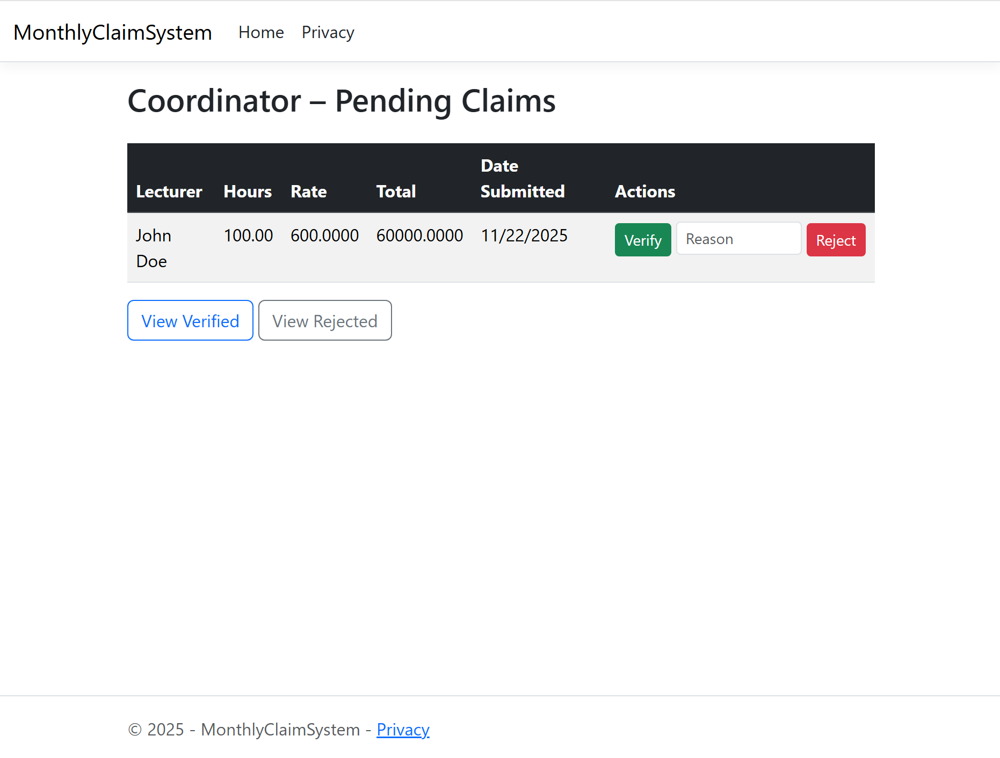 MonthlyClaimSystem Home Privacy
Coordinator – Pending Claims
Lecturer Hours Rate Total Date Submitted Actions
John Doe 100.00 600.0000 60000.0000 11/22/2025 Verify Reason Reject
View Verified View Rejected
© 2025 - MonthlyClaimSystem - Privacy